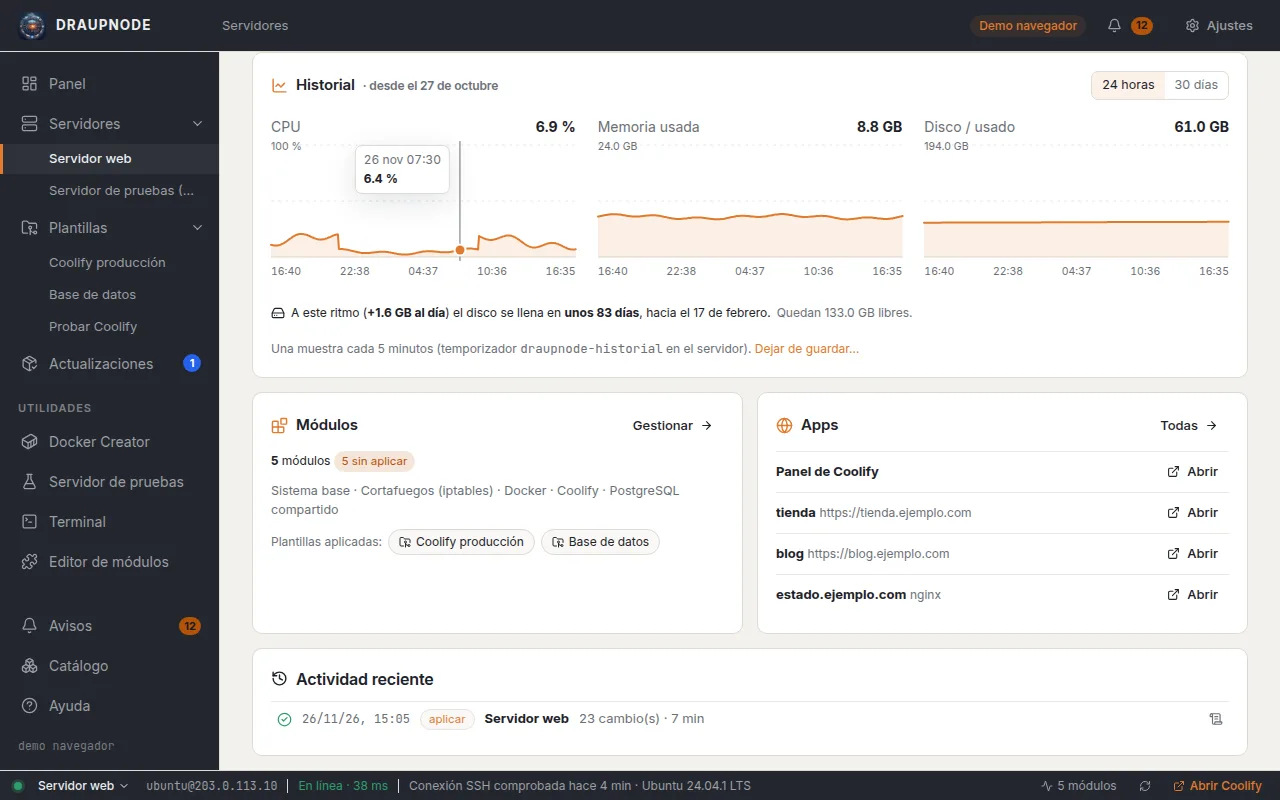 DRAUPNODE
Servidores
Demo navegador
12
Ajustes
Panel
Servidores
Servidor web
Servidor de pruebas (...
Plantillas
Coolify producción
Base de datos
Probar Coolify
Actualizaciones
1
UTILIDADES
Docker Creator
Servidor de pruebas
Terminal
Editor de módulos
Avisos
12
Catálogo
Ayuda
demo navegador
Historial · desde el 27 de octubre
24 horas
30 días
CPU
6.9 %
100 %
26 nov 07:30
6.4 %
16:40 22:38 04:37 10:36 16:35
Memoria usada
8.8 GB
24.0 GB
16:40 22:38 04:37 10:36 16:35
Disco / usado
61.0 GB
194.0 GB
16:40 22:38 04:37 10:36 16:35
A este ritmo (+1.6 GB al día) el disco se llena en unos 83 días, hacia el 17 de febrero. Quedan 133.0 GB libres.
Una muestra cada 5 minutos (temporizador draupnode-historial en el servidor). Dejar de guardar...
Módulos
Gestionar
5 módulos 5 sin aplicar
Sistema base · Cortafuegos (iptables) · Docker · Coolify · PostgreSQL
compartido
Plantillas aplicadas: Coolify producción Base de datos
Apps
Todas
Panel de Coolify Abrir
tienda https://tienda.ejemplo.com Abrir
blog https://blog.ejemplo.com Abrir
estado.ejemplo.com nginx Abrir
Actividad reciente
26/11/26, 15:05 aplicar Servidor web 23 cambio(s) · 7 min
Servidor web ubuntu@203.0.113.10 En línea · 38 ms Conexión SSH comprobada hace 4 min · Ubuntu 24.04.1 LTS 5 módulos Abrir Coolify